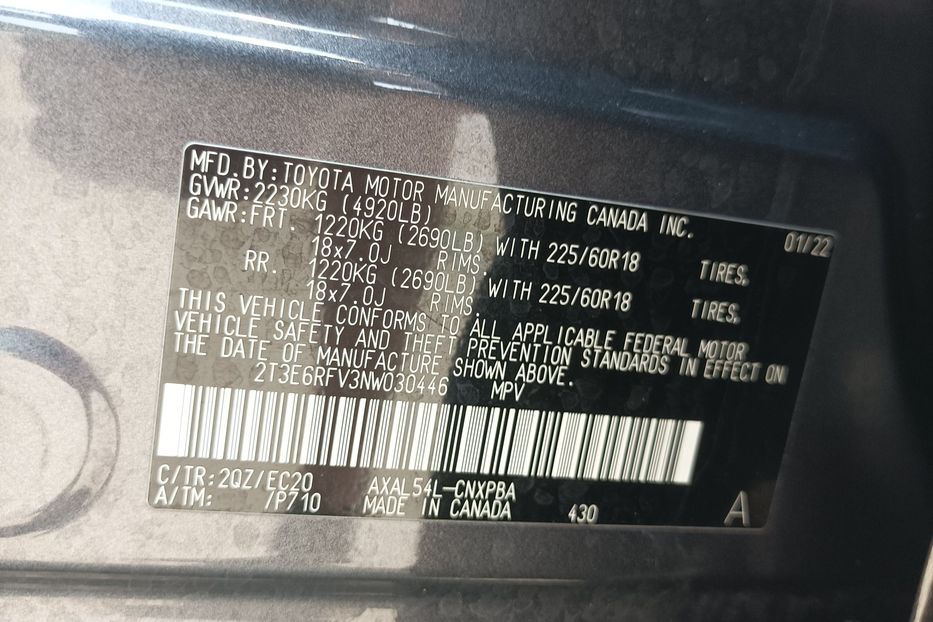 MFD.BY:TOYOTA MOTOR MANUFACTURING CANADA INC. 01/22
GVWR:2230KG (4920LB)
GAWR:FRT. 1220KG (2690LB) WITH 225/60R18 TIRES,
18x7.0J RIMS.
RR. 1220KG (2690LB) WITH 225/60R18 TIRES,
18x7.0J RIMS.
THIS VEHICLE CONFORMS TO ALL APPLICABLE FEDERAL MOTOR
VEHICLE SAFETY AND THEFT PREVENTION STANDARDS IN EFFECT ON
THE DATE OF MANUFACTURE SHOWN ABOVE.
2T3E6RFV3NW030446 MPV
C/TR:2QZ/EC20 AXAL54L-CNXPBA
A/TM: /P710 MADE IN CANADA 430 A